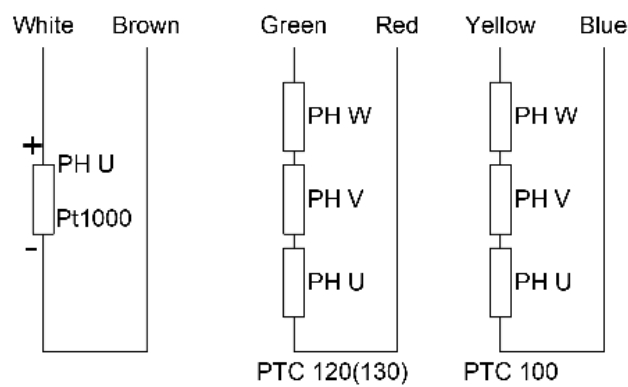 White Brown Green Red Yellow Blue
+ PH U
Pt1000
-
PH W
PH V
PH U
PTC 120(130)
PH W
PH V
PH U
PTC 100